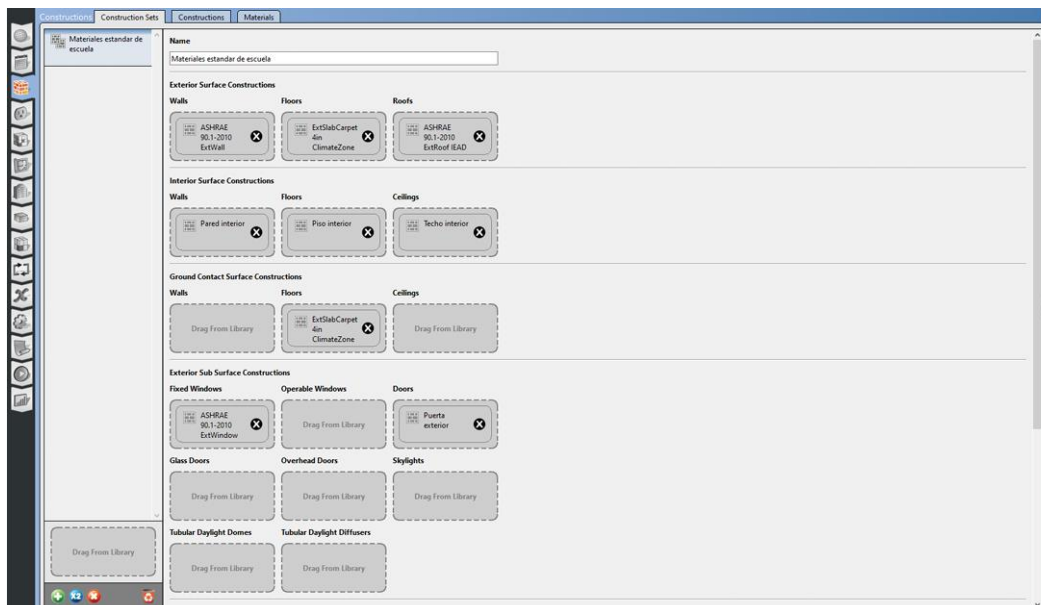 Constructions Construction Sets Constructions Materials
Materiales estandar de
escuela
Name
Materiales estandar de escuela
Exterior Surface Constructions
Walls Floors Roofs
ASHRAE
90.1-2010
ExtWall
ExtSlabCarpet
4in
ClimateZone
ASHRAE
90.1-2010
ExtRoof IEAD
Interior Surface Constructions
Walls Floors Ceilings
Pared interior Piso interior Techo interior
Ground Contact Surface Constructions
Walls Floors Ceilings
Drag From Library
ExtSlabCarpet
4in
ClimateZone
Drag From Library
Exterior Sub Surface Constructions
Fixed Windows Operable Windows Doors
ASHRAE
90.1-2010
ExtWindow
Drag From Library
Puerta
exterior
Glass Doors Overhead Doors Skylights
Drag From Library Drag From Library Drag From Library
Tubular Daylight Domes Tubular Daylight Diffusers
Drag From Library Drag From Library
Drag From Library
x2